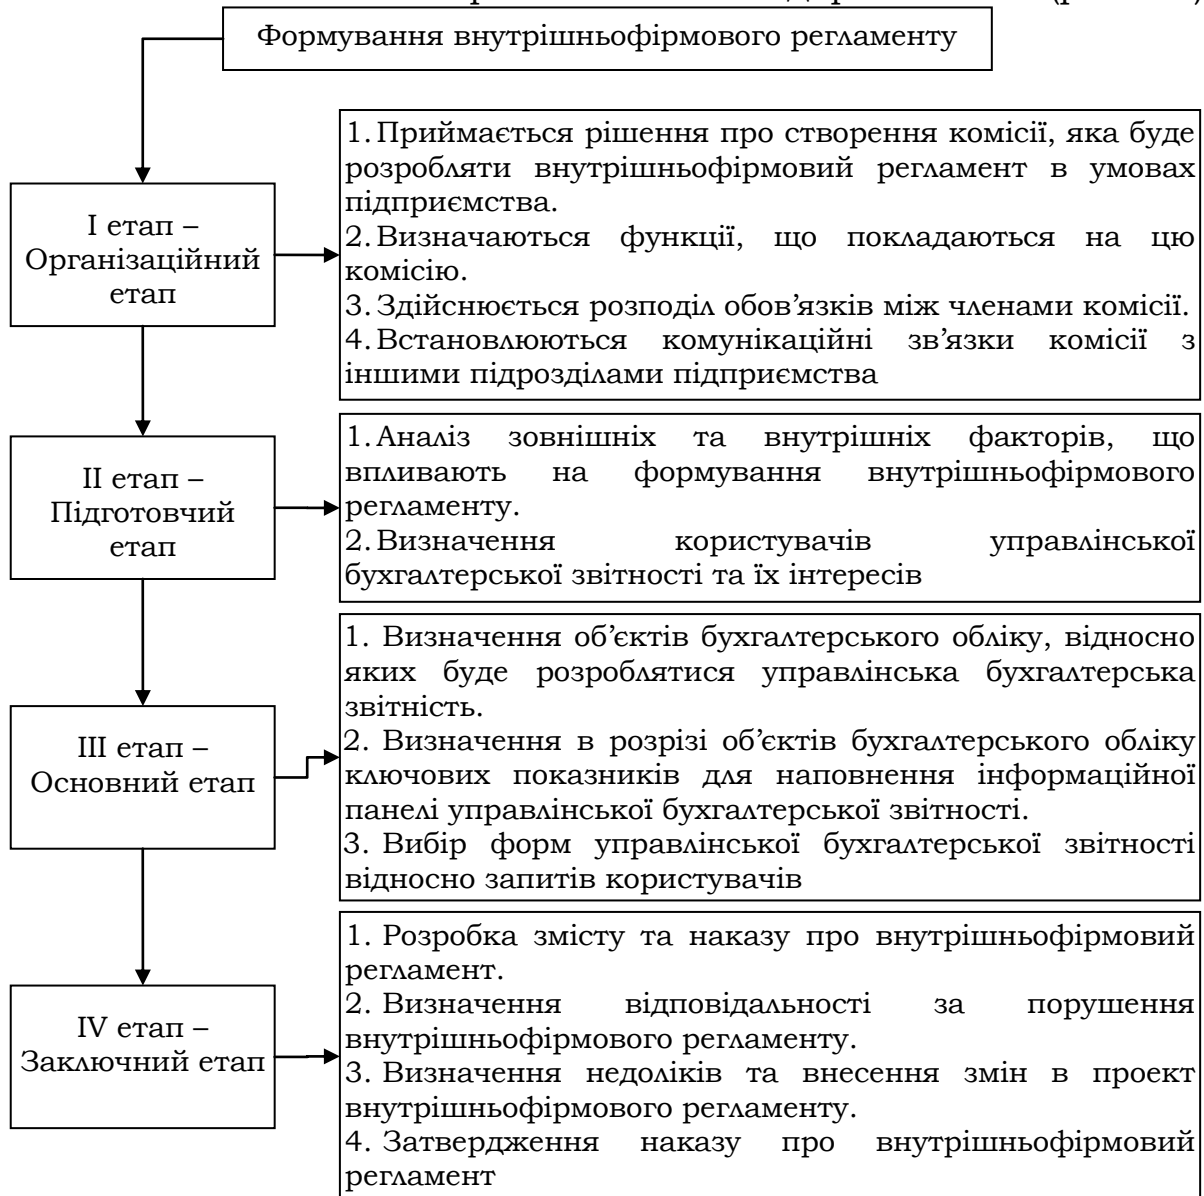 Формування внутрішньофірмового регламенту
І етап –
Організаційний
етап
1. Приймається рішення про створення комісії, яка буде
розробляти внутрішньофірмовий регламент в умовах
підприємства.
2. Визначаються функції, що покладаються на цю
комісію.
3. Здійснюється розподіл обов’язків між членами комісії.
4. Встановлюються комунікаційні зв’язки комісії з
іншими підрозділами підприємства
ІІ етап –
Підготовчий
етап
1. Аналіз зовнішніх та внутрішніх факторів, що
впливають на формування внутрішньофірмового
регламенту.
2. Визначення користувачів управлінської
бухгалтерської звітності та їх інтересів
ІІІ етап –
Основний етап
1. Визначення об’єктів бухгалтерського обліку, відносно
яких буде розроблятися управлінська бухгалтерська
звітність.
2. Визначення в розрізі об’єктів бухгалтерського обліку
ключових показників для наповнення інформаційної
панелі управлінської бухгалтерської звітності.
3. Вибір форм управлінської бухгалтерської звітності
відносно запитів користувачів
IV етап –
Заключний етап
1. Розробка змісту та наказу про внутрішньофірмовий
регламент.
2. Визначення відповідальності за порушення
внутрішньофірмового регламенту.
3. Визначення недоліків та внесення змін в проект
внутрішньофірмового регламенту.
4. Затвердження наказу про внутрішньофірмовий
регламент